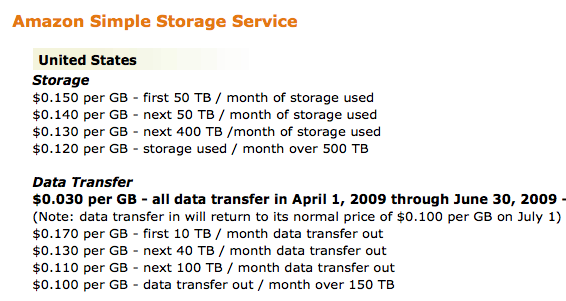 Amazon Simple Storage Service
United States
Storage
$0.150 per GB - first 50 TB / month of storage used
$0.140 per GB - next 50 TB / month of storage used
$0.130 per GB - next 400 TB /month of storage used
$0.120 per GB - storage used / month over 500 TB
Data Transfer
$0.030 per GB - all data transfer in April 1, 2009 through June 30, 2009 -
(Note: data transfer in will return to its normal price of $0.100 per GB on July 1)
$0.170 per GB - first 10 TB / month data transfer out
$0.130 per GB - next 40 TB / month data transfer out
$0.110 per GB - next 100 TB / month data transfer out
$0.100 per GB - data transfer out / month over 150 TB